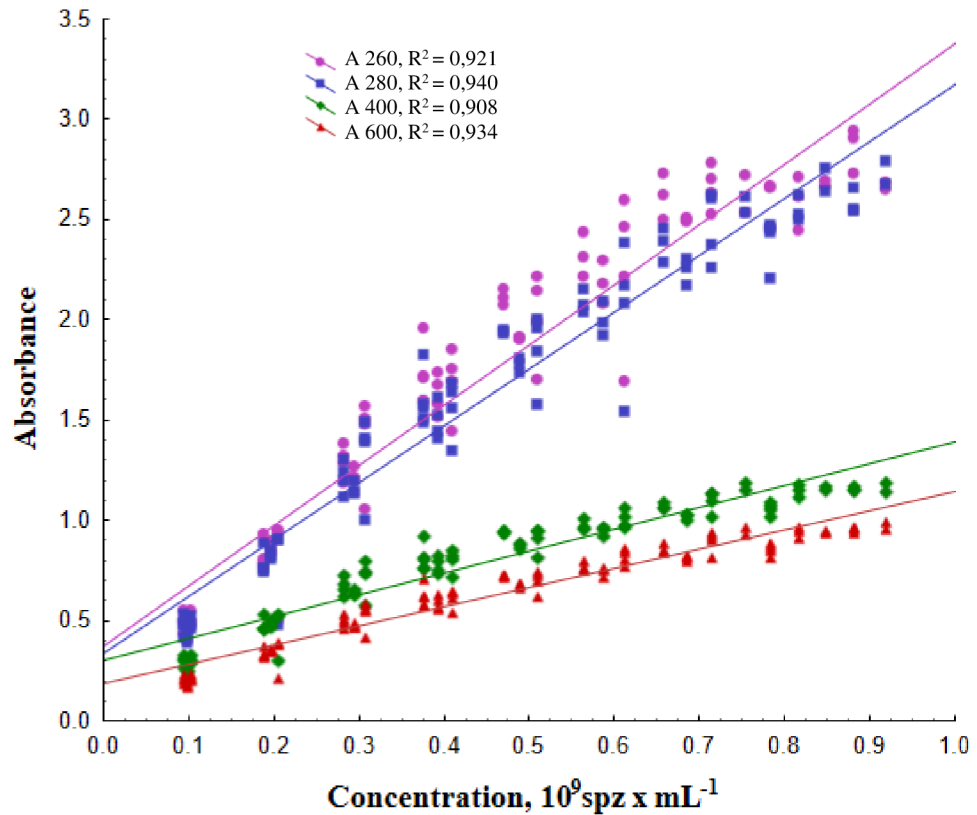 3.5
3.0
2.5
2.0
1.5
1.0
0.5
0.0
Absorbance
A 260, R² = 0,921
A 280, R² = 0,940
A 400, R² = 0,908
A 600, R² = 0,934
0.0 0.1 0.2 0.3 0.4 0.5 0.6 0.7 0.8 0.9 1.0
Concentration, 10⁹spz x mL⁻¹